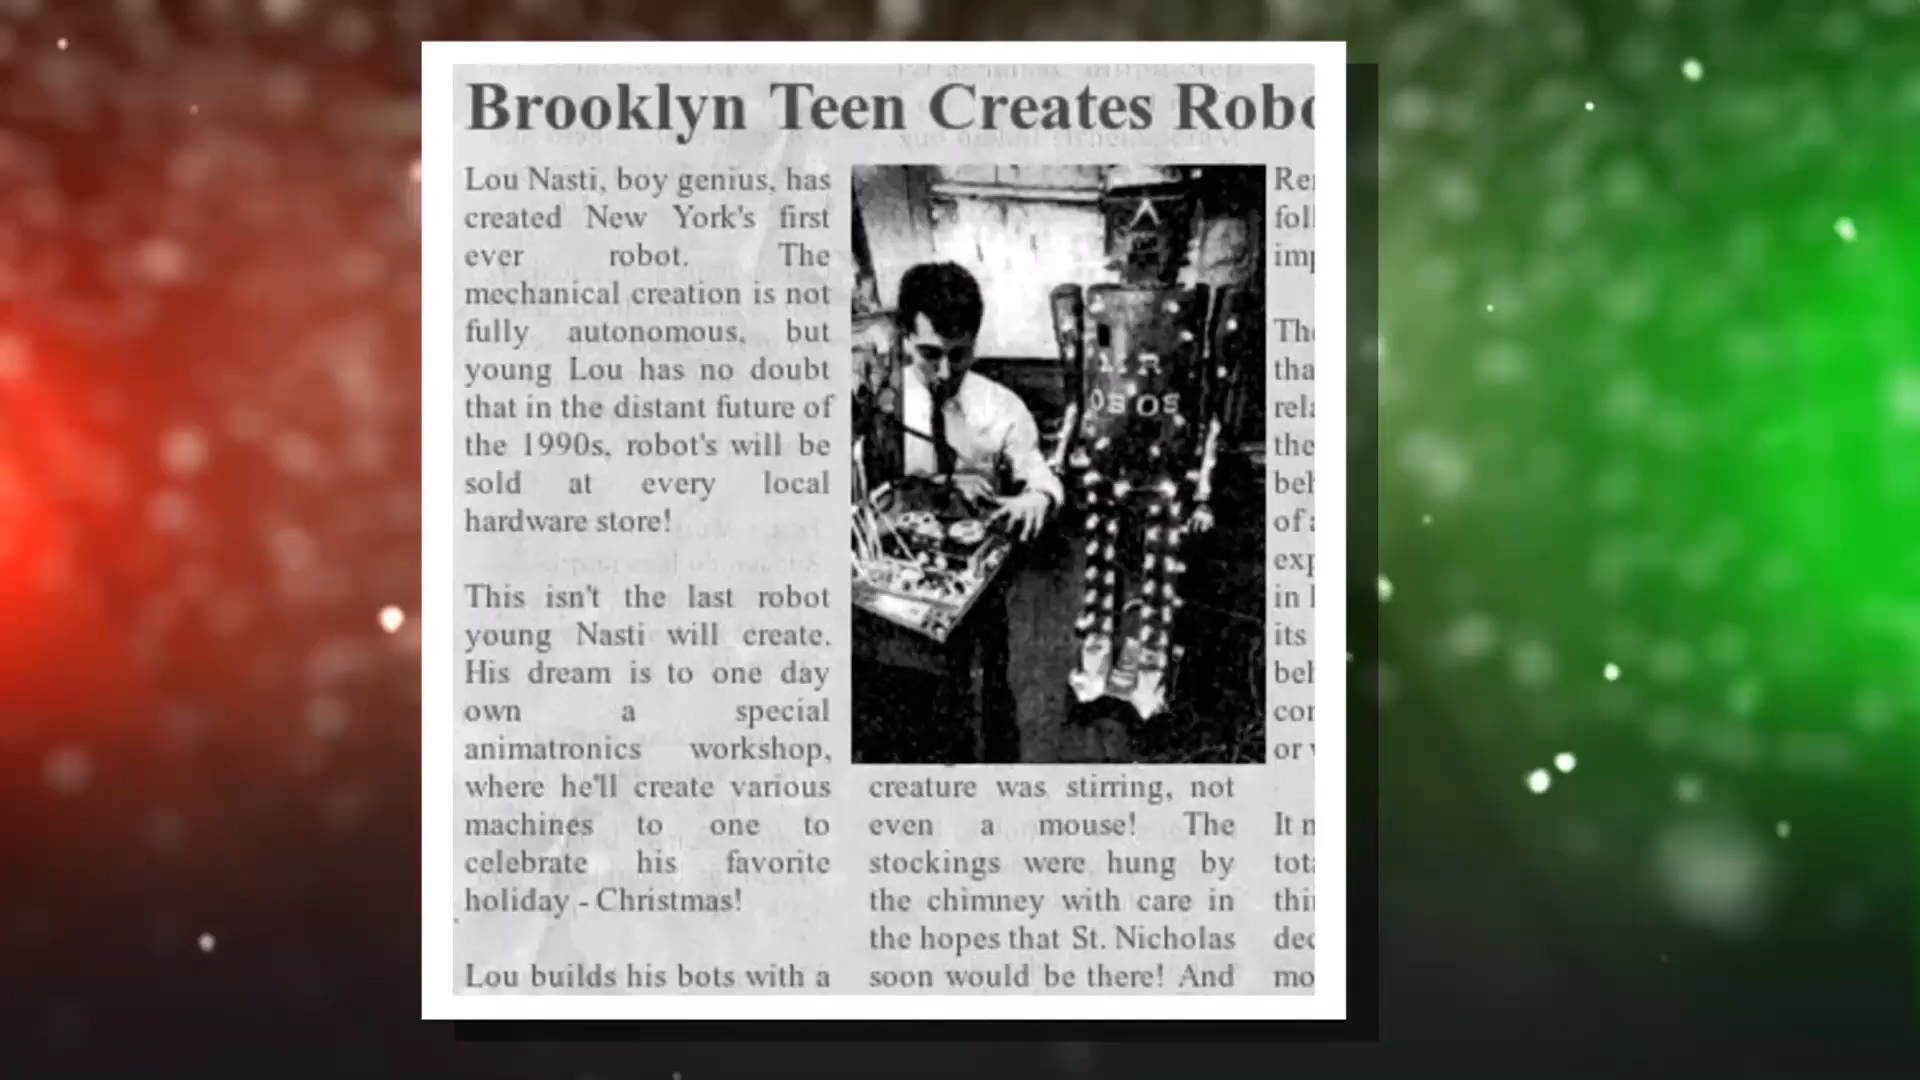 Brooklyn Teen Creates Robo
Lou Nasti, boy genius, has
created New York's first
ever robot. The
mechanical creation is not
fully autonomous, but
young Lou has no doubt
that in the distant future of
the 1990s, robot's will be
sold at every local
hardware store!
This isn't the last robot
young Nasti will create.
His dream is to one day
own a special
animatronics workshop,
where he'll create various
machines to one to
celebrate his favorite
holiday - Christmas!
Lou builds his bots with a
creature was stirring, not
even a mouse! The
stockings were hung by
the chimney with care in
the hopes that St. Nicholas
soon would be there! And
of
in
its
or
It